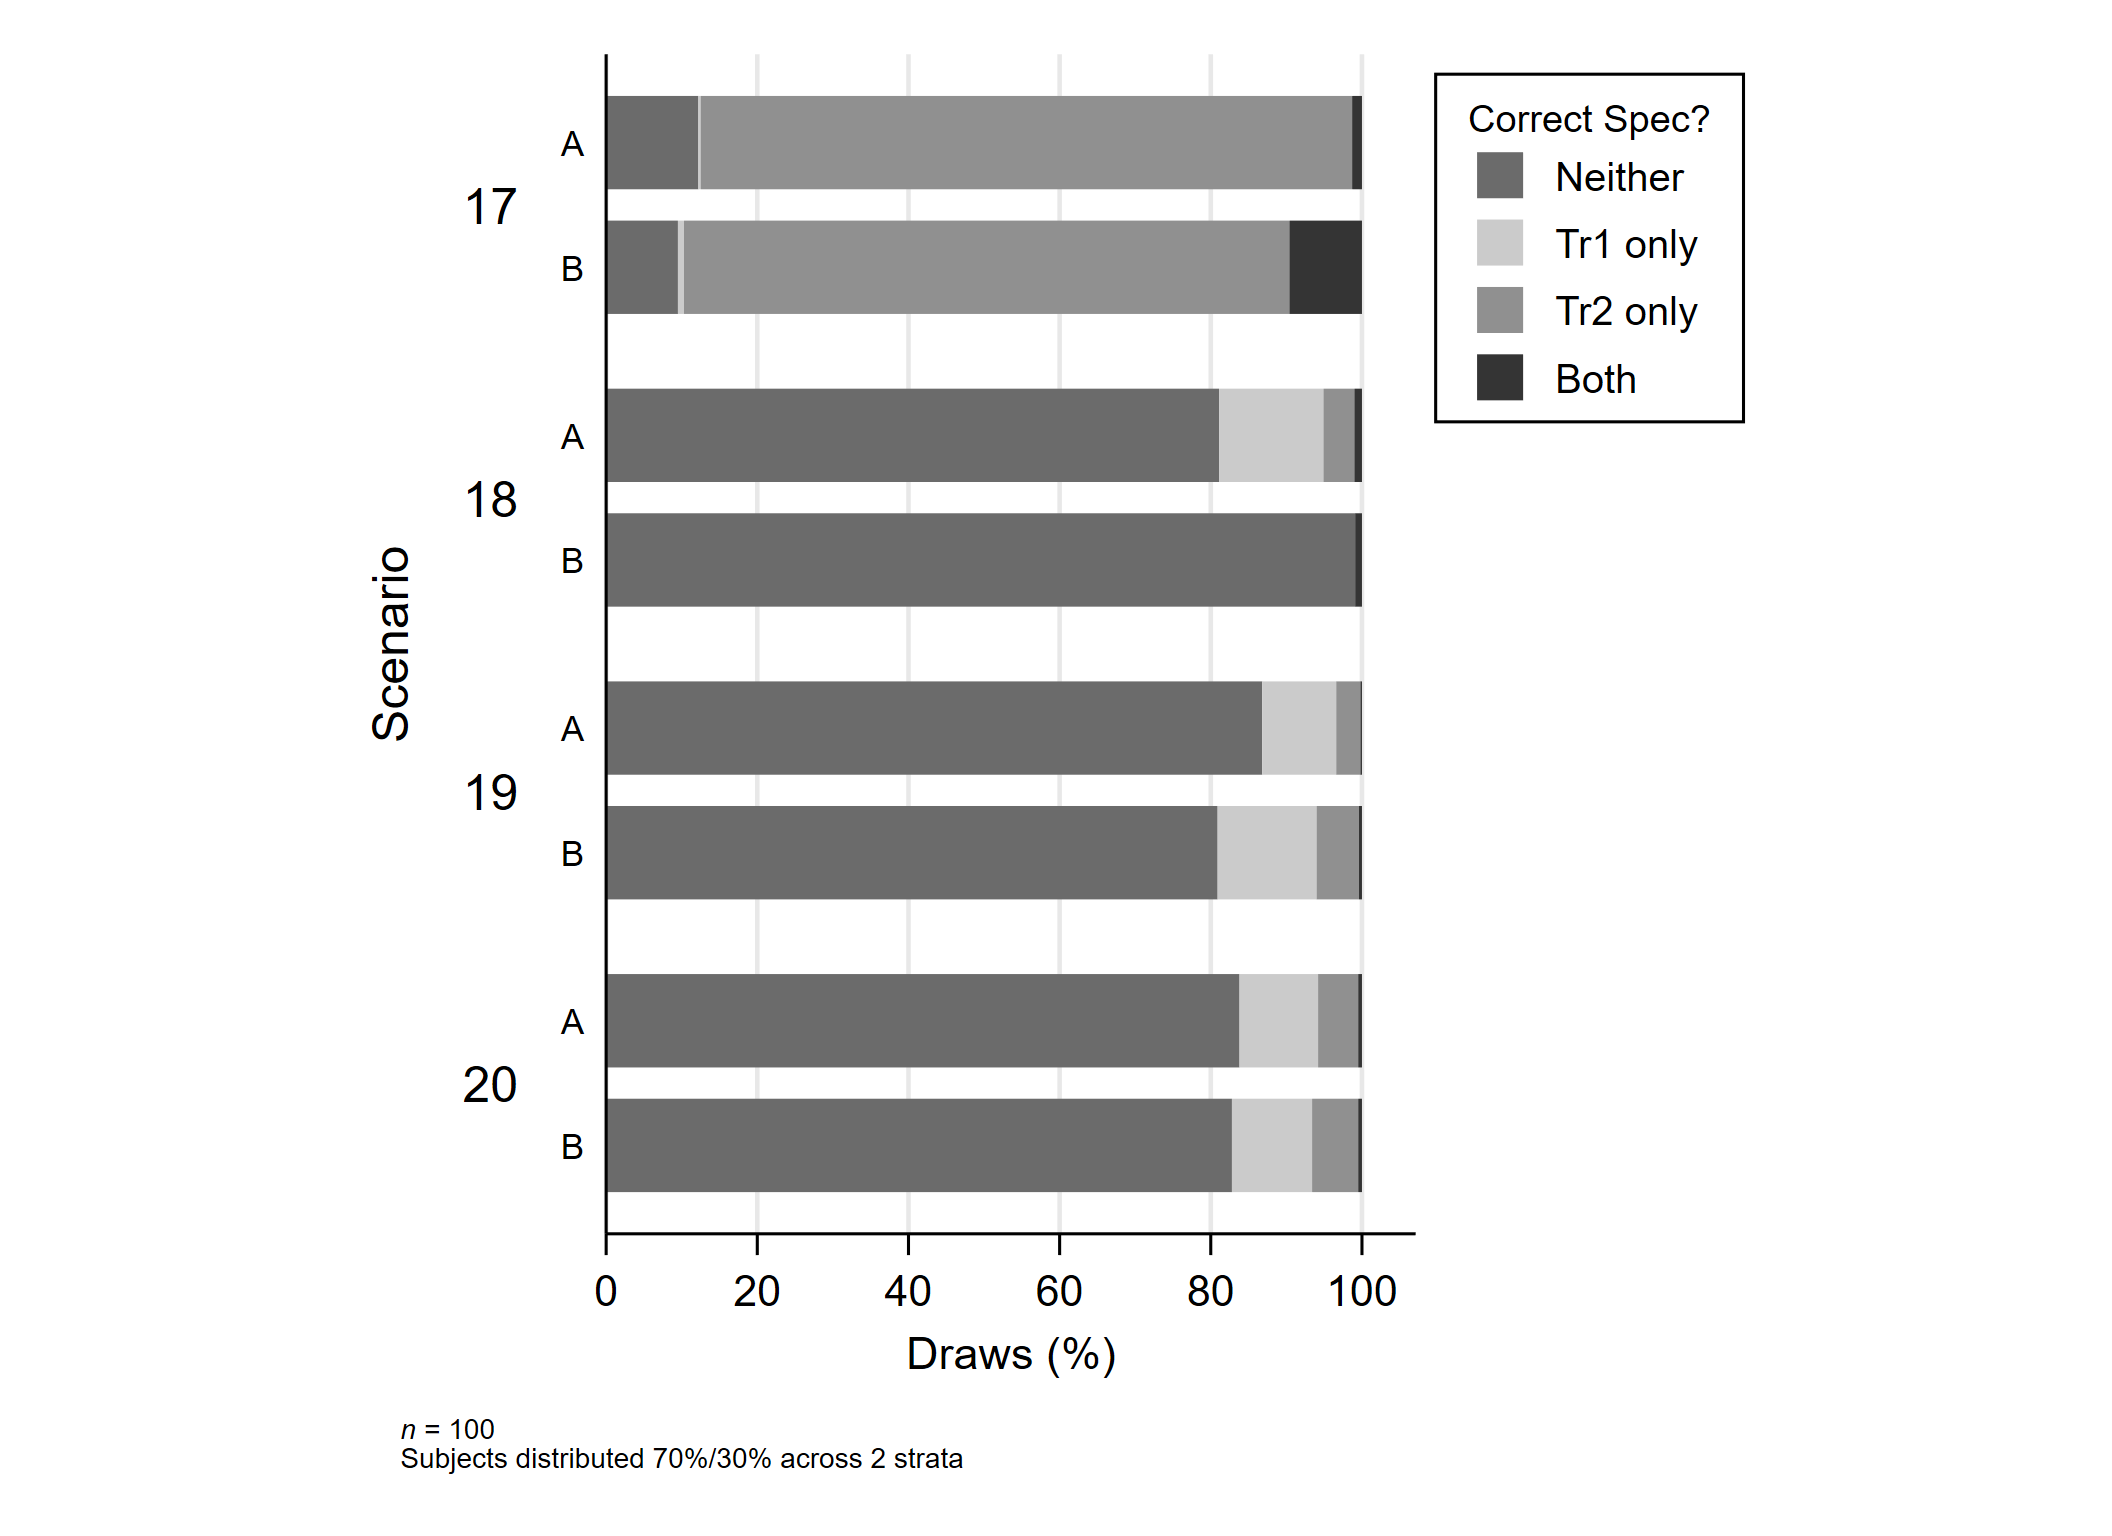 Correct Spec?
Neither
Tr1 only
Tr2 only
Both
Scenario
17
A
B
18
A
B
19
A
B
20
A
B
0 20 40 60 80 100
Draws (%)
n = 100
Subjects distributed 70%/30% across 2 strata